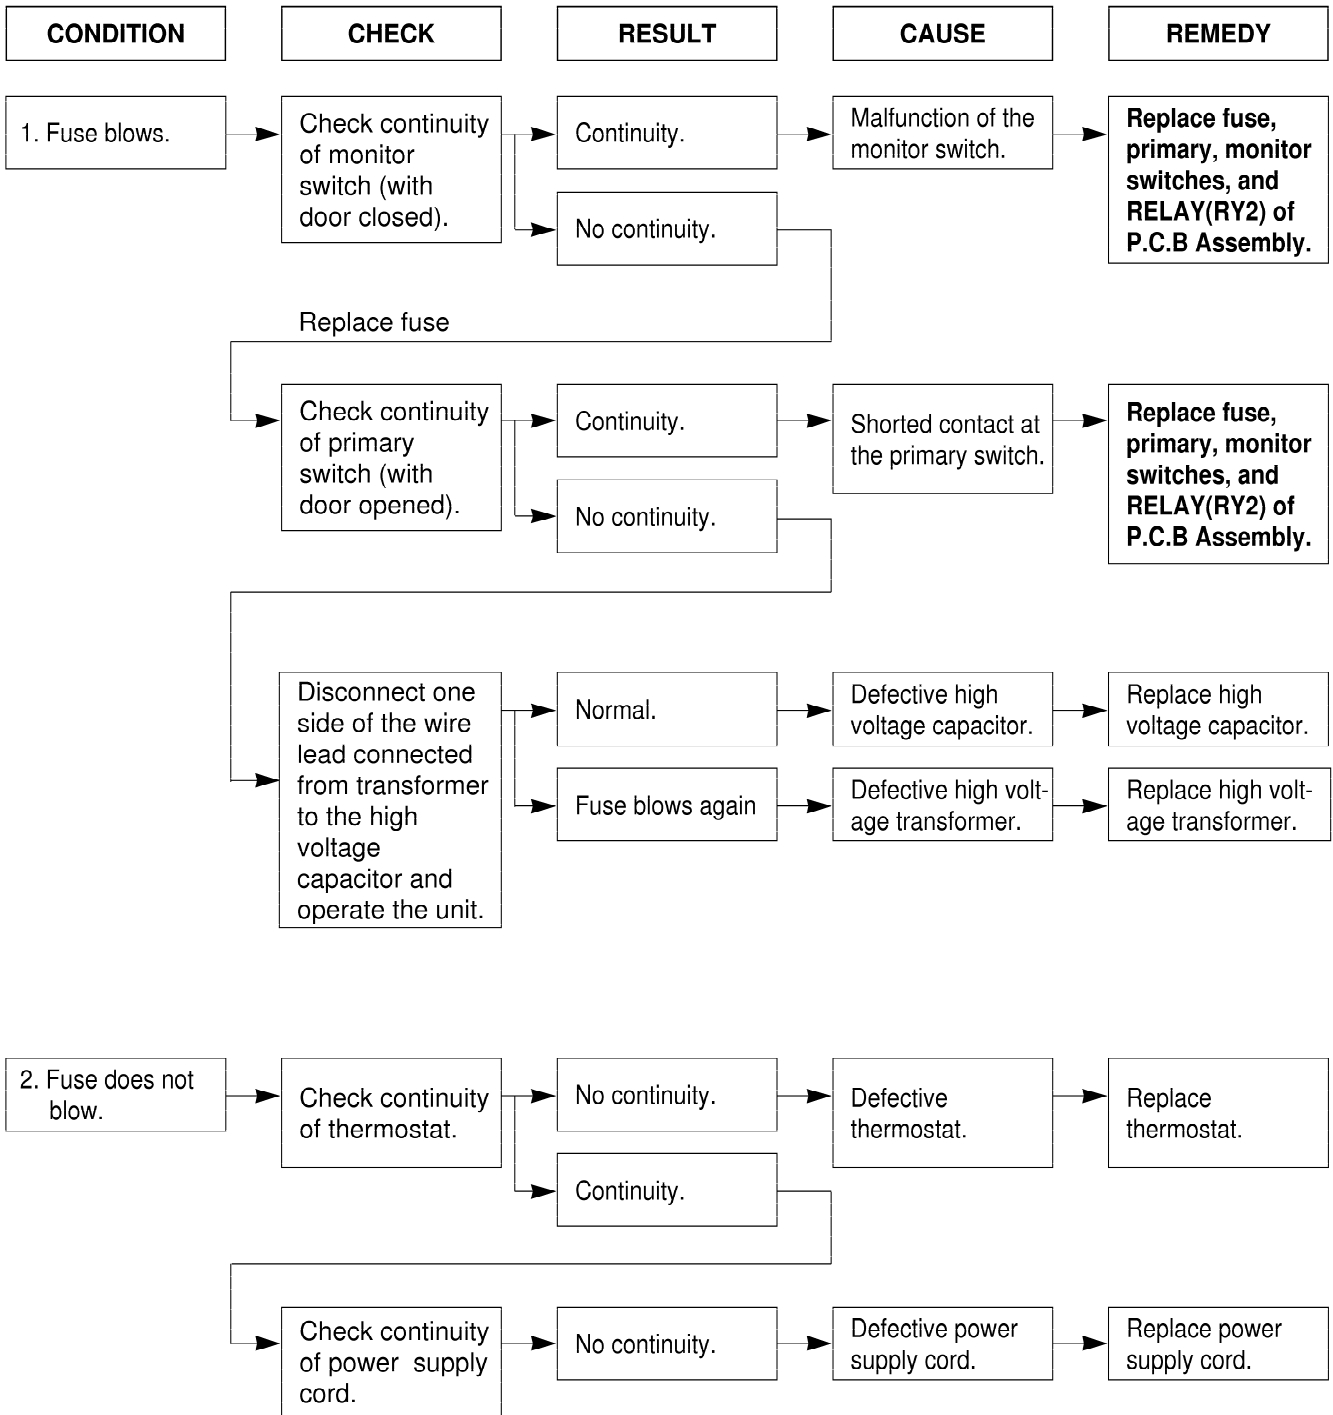 CONDITION
CHECK
RESULT
CAUSE
REMEDY
1. Fuse blows.
Check continuity
of monitor
switch (with
door closed).
Continuity.
Malfunction of the
monitor switch.
Replace fuse,
primary, monitor
switches, and
RELAY(RY2) of
P.C.B Assembly.
No continuity.
Replace fuse
Check continuity
of primary
switch (with
door opened).
Continuity.
Shorted contact at
the primary switch.
Replace fuse,
primary, monitor
switches, and
RELAY(RY2) of
P.C.B Assembly.
No continuity.
Disconnect one
side of the wire
lead connected
from transformer
to the high
voltage
capacitor and
operate the unit.
Normal.
Defective high
voltage capacitor.
Replace high
voltage capacitor.
Fuse blows again
Defective high volt-
age transformer.
Replace high volt-
age transformer.
2. Fuse does not
blow.
Check continuity
of thermostat.
No continuity.
Defective
thermostat.
Replace
thermostat.
Continuity.
Check continuity
of power supply
cord.
No continuity.
Defective power
supply cord.
Replace power
supply cord.